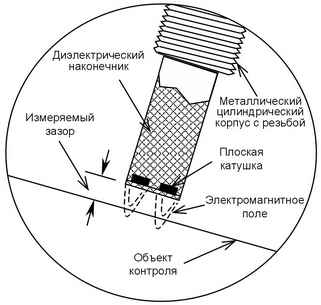 Диэлектрический
наконечник
Металлический
цилиндрический
корпус с резьбой
Измеряемый
зазор
Плоская
катушка
Электромагнитное
поле
Объект
контроля